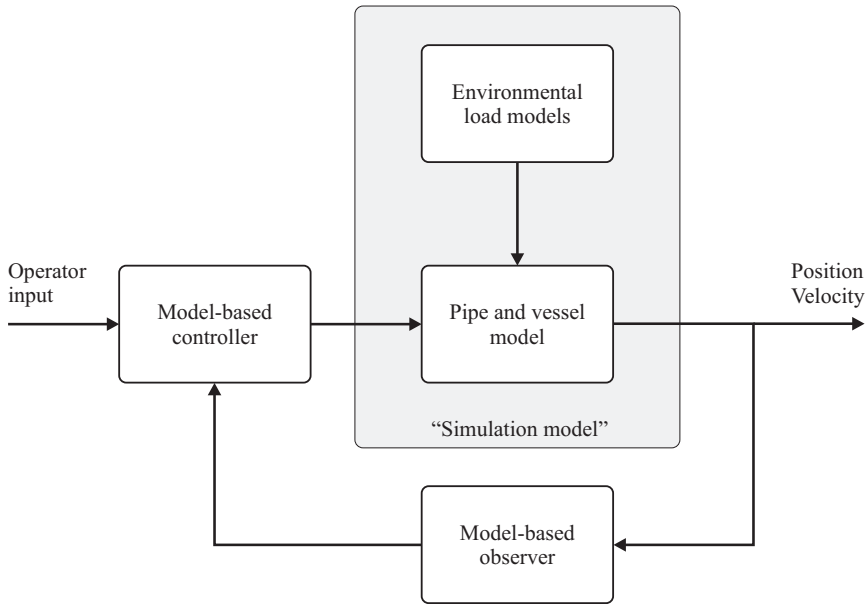 Environmental
load models
Operator
input
Model-based
controller
Pipe and vessel
model
Position
Velocity
“Simulation model”
Model-based
observer